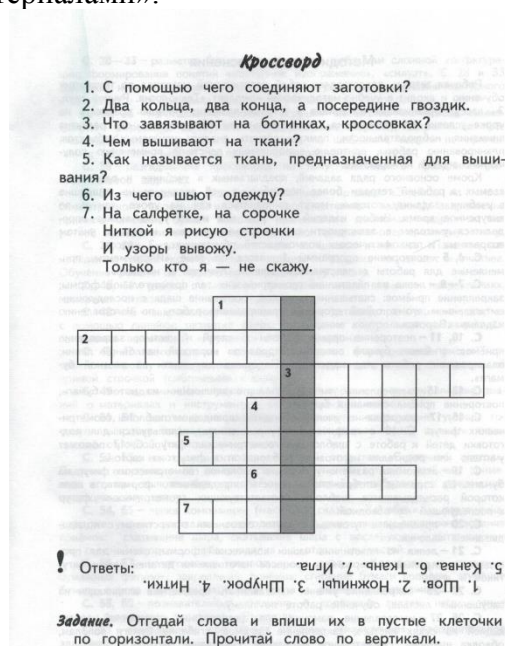 териалами».
Кроссворд
1. С помощью чего соединяют заготовки?
2. Два кольца, два конца, а посередине гвоздик.
3. Что завязывают на ботинках, кроссовках?
4. Чем вышивают на ткани?
5. Как называется ткань, предназначенная для выши-
вания?
6. Из чего шьют одежду?
7. На салфетке, на сорочке
Ниткой я рисую строчки
И узоры вывожу.
Только кто я — не скажу.
1
2
3
4
5
6
7
! Ответы:
1. Шов. 2. Ножницы. 3. Шнурок. 4. Нитки.
5. Канва. 6. Ткань. 7. Игла.
Задание. Отгадай слова и впиши их в пустые клеточки
по горизонтали. Прочитай слово по вертикали.